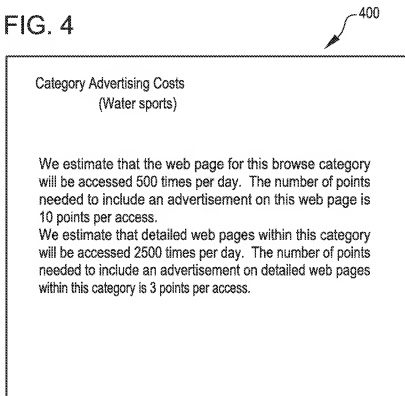 FIG. 4
400
Category Advertising Costs
(Water sports)
We estimate that the web page for this browse category
will be accessed 500 times per day. The number of points
needed to include an advertisement on this web page is
10 points per access.
We estimate that detailed web pages within this category
will be accessed 2500 times per day. The number of points
needed to include an advertisement on detailed web pages
within this category is 3 points per access.